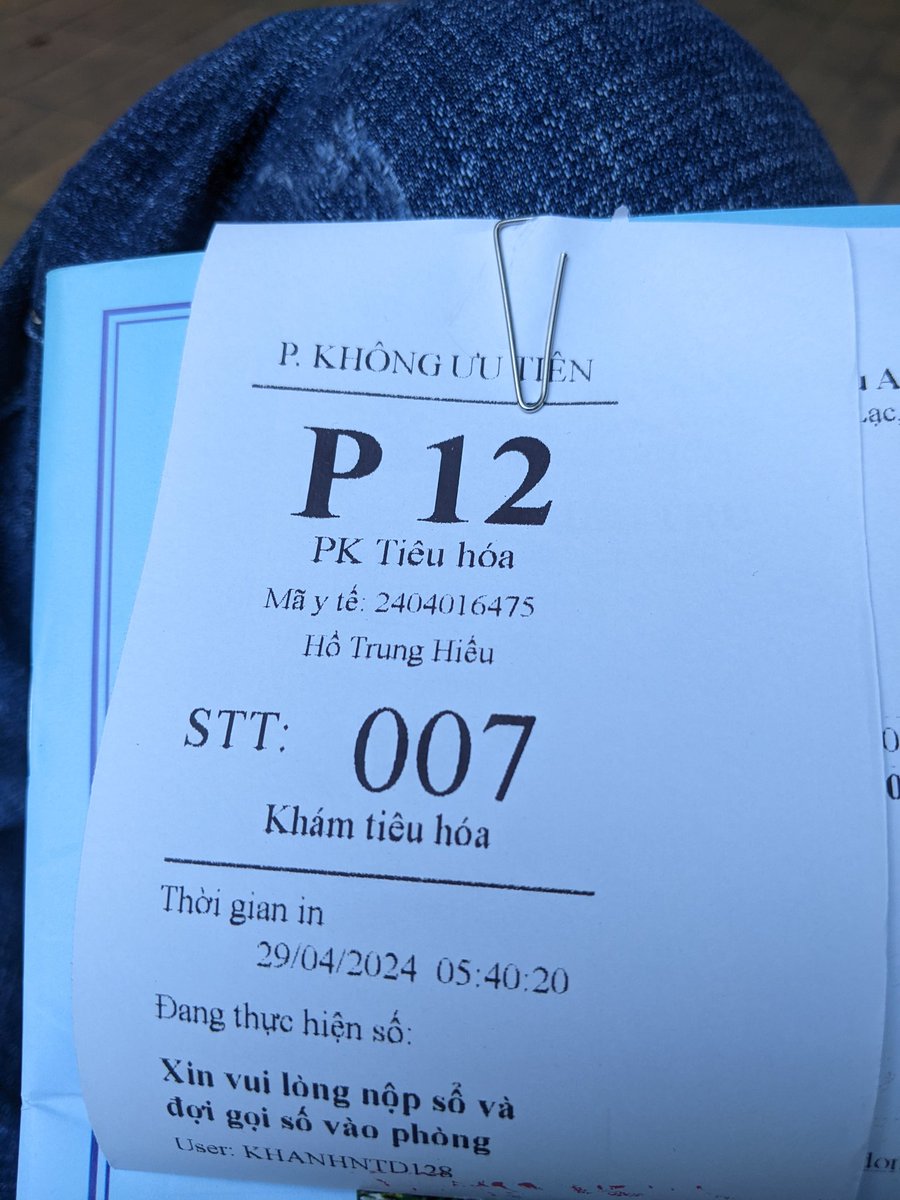 P. KHÔNG ƯU TIÊN
P 12
PK Tiêu hóa
Mã y tế: 2404016475
Hồ Trung Hiếu
STT: 007
Khám tiêu hóa
Thời gian in
29/04/2024 05:40:20
Đang thực hiện số:
Xin vui lòng nộp sổ và
đợi gọi số vào phòng
User: KHANHNTD128